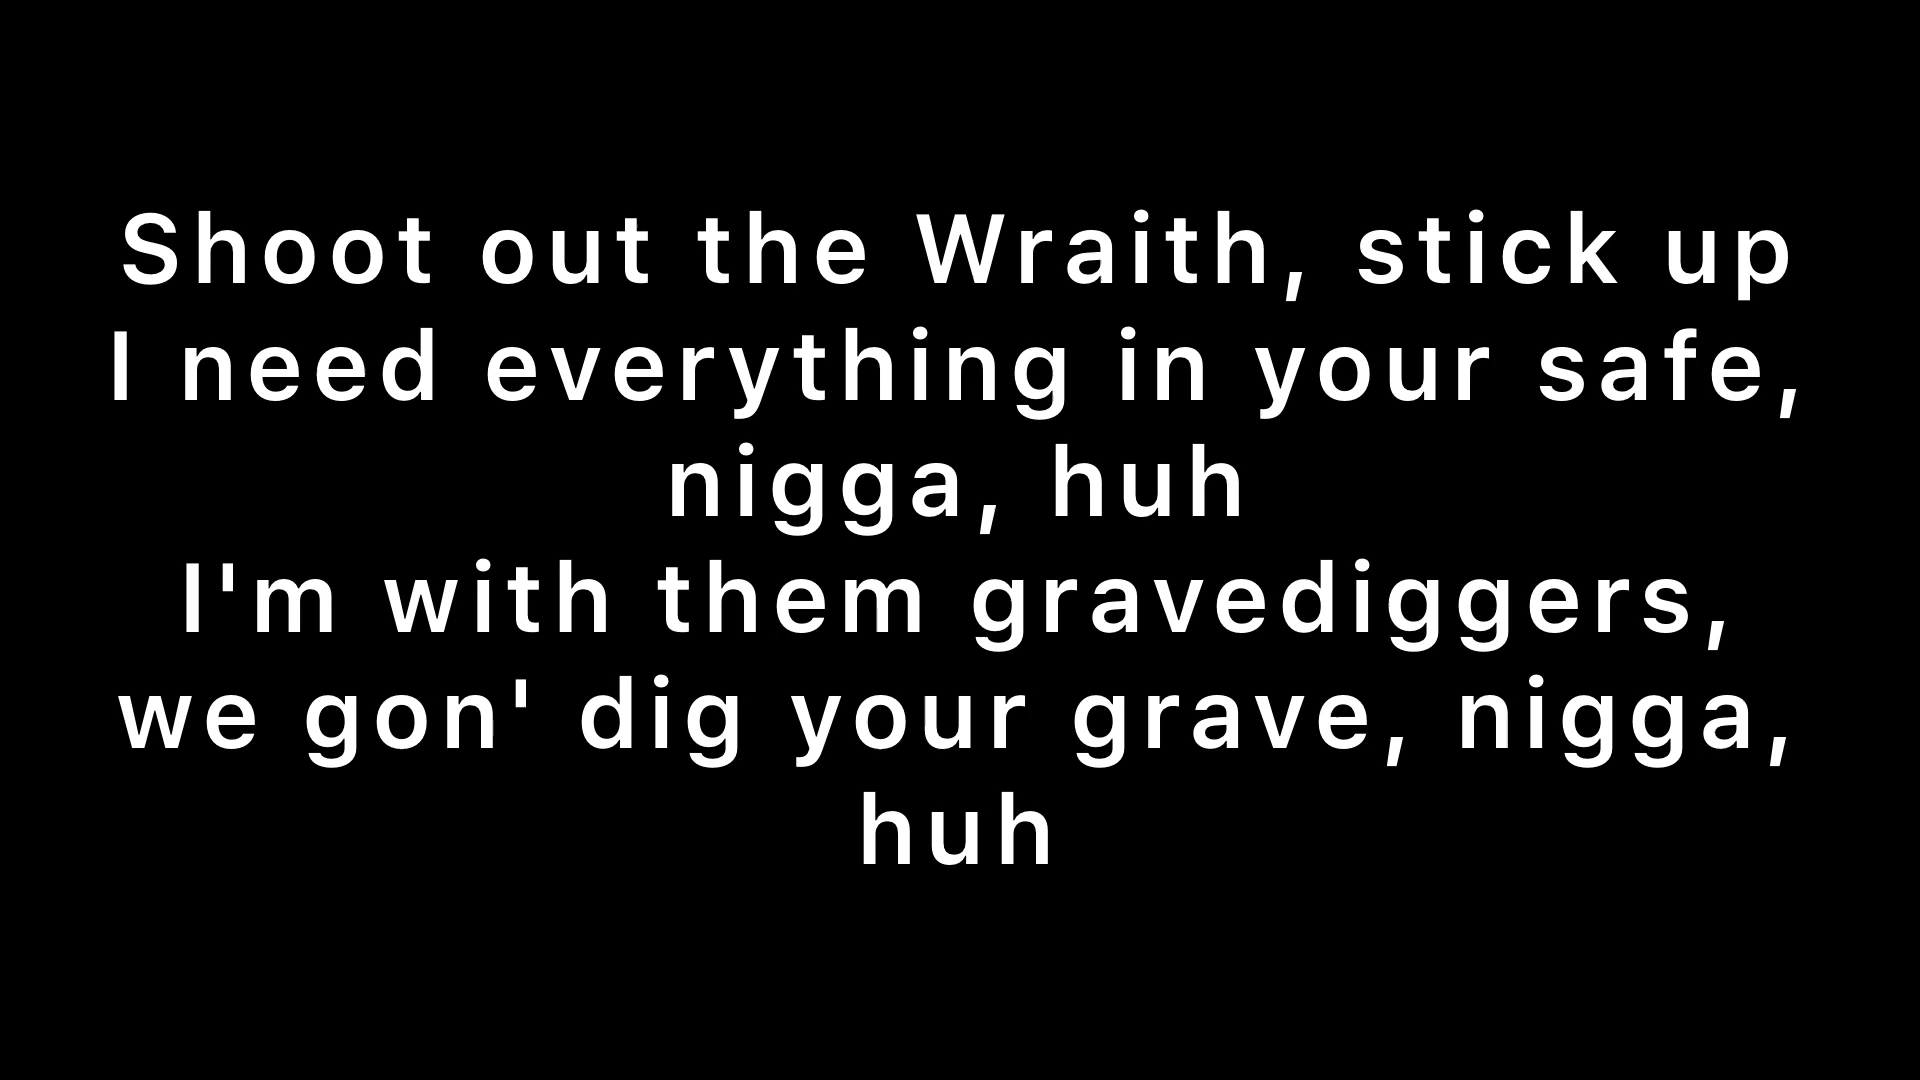 Shoot out the Wraith, stick up
I need everything in your safe,
nigga, huh
I'm with them gravediggers,
we gon' dig your grave, nigga,
huh